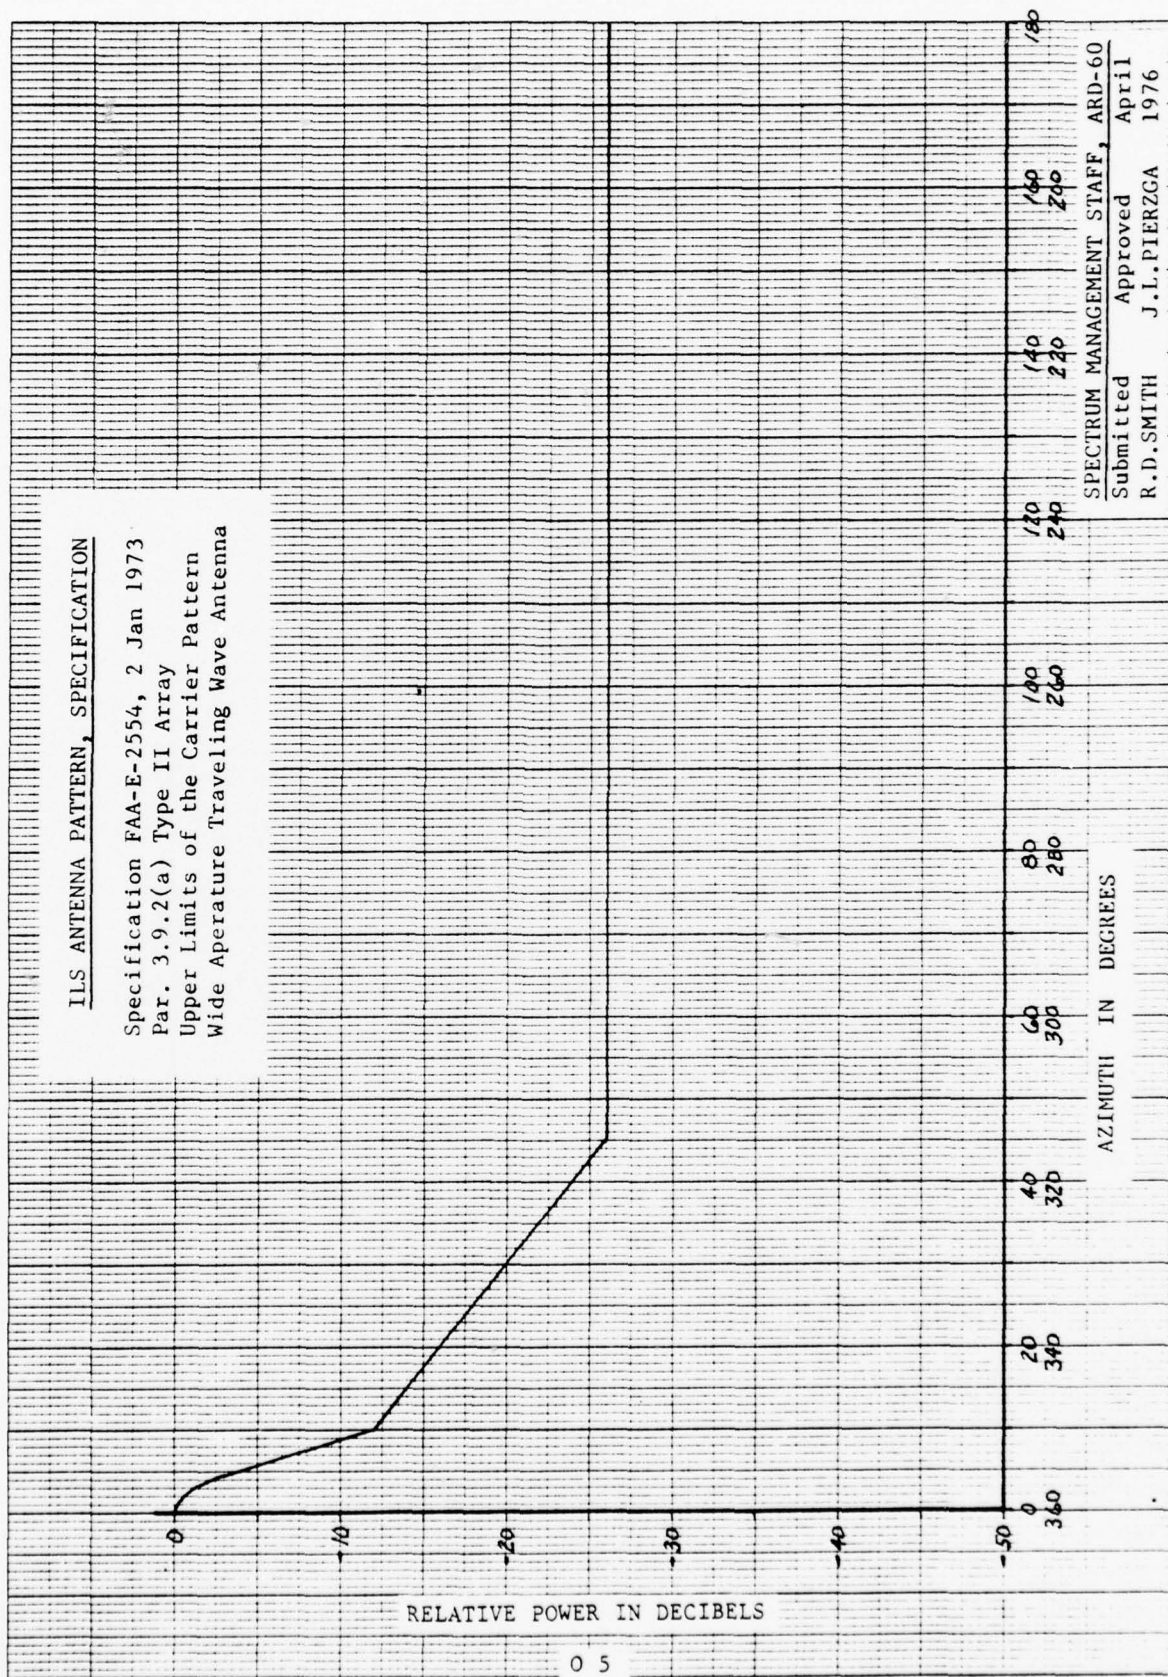 ILS ANTENNA PATTERN, SPECIFICATION
Specification FAA-E-2554, 2 Jan 1973
Par. 3.9.2(a) Type II Array
Upper Limits of the Carrier Pattern
Wide Aperature Traveling Wave Antenna
0
-10
-20
-30
-40
-50
RELATIVE POWER IN DECIBELS
0 20 40 60 80 100 120 140 160 180
360 340 320 300 280 260 240 220 200
AZIMUTH IN DEGREES
SPECTRUM MANAGEMENT STAFF, ARD-60
Submitted Approved April
R.D.SMITH J.L.PIERZGA 1976
O 5